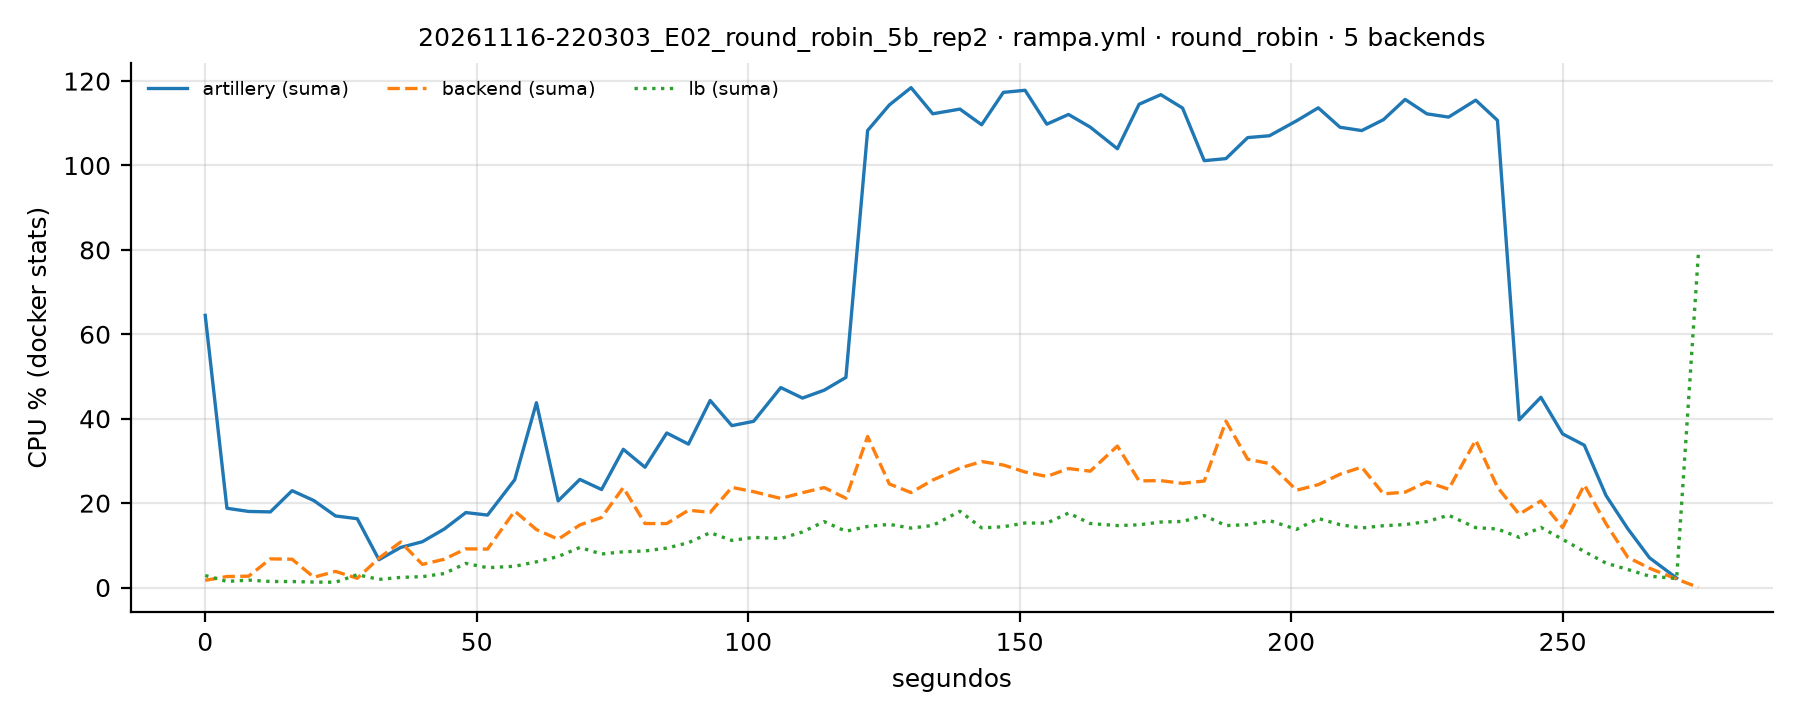 20261116-220303_E02_round_robin_5b_rep2 · rampa.yml · round_robin · 5 backends
artillery (suma) backend (suma) lb (suma)
CPU % (docker stats)
120
100
80
60
40
20
0
0 50 100 150 200 250
segundos